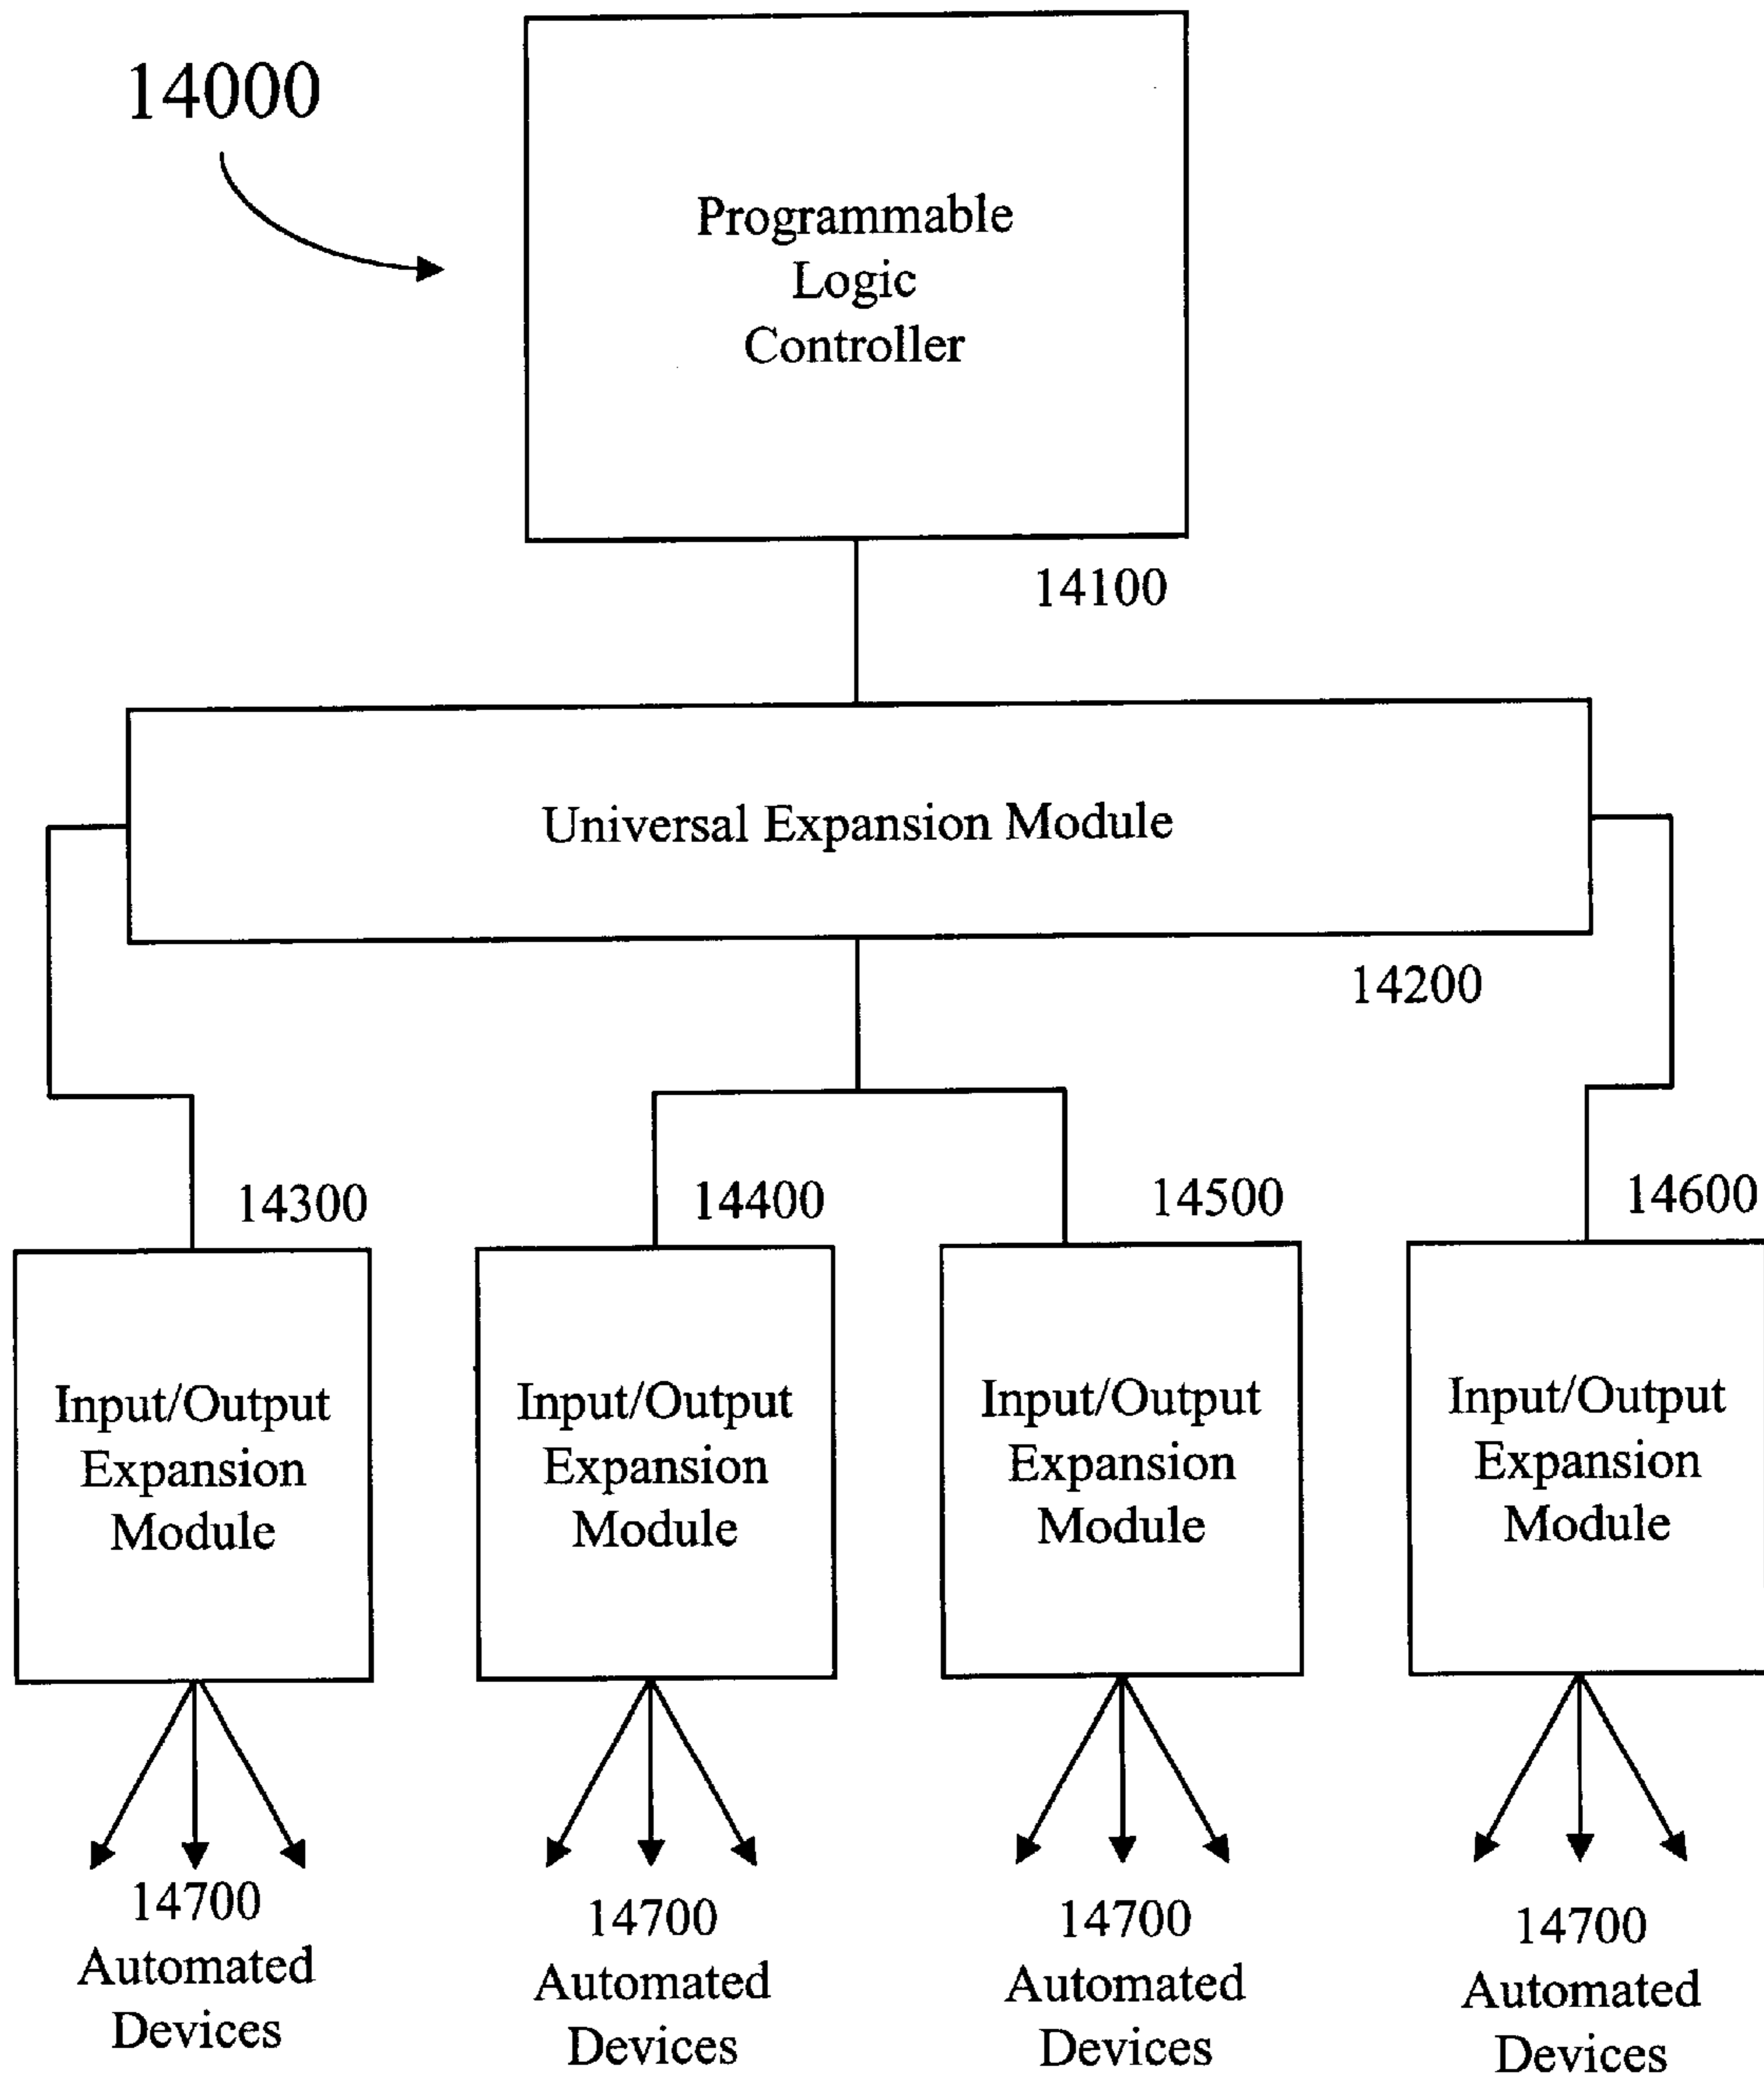 14000
Programmable
Logic
Controller
14100
Universal Expansion Module
14200
14300
14400
14500
14600
Input/Output
Expansion
Module
Input/Output
Expansion
Module
Input/Output
Expansion
Module
Input/Output
Expansion
Module
14700
Automated
Devices
14700
Automated
Devices
14700
Automated
Devices
14700
Automated
Devices